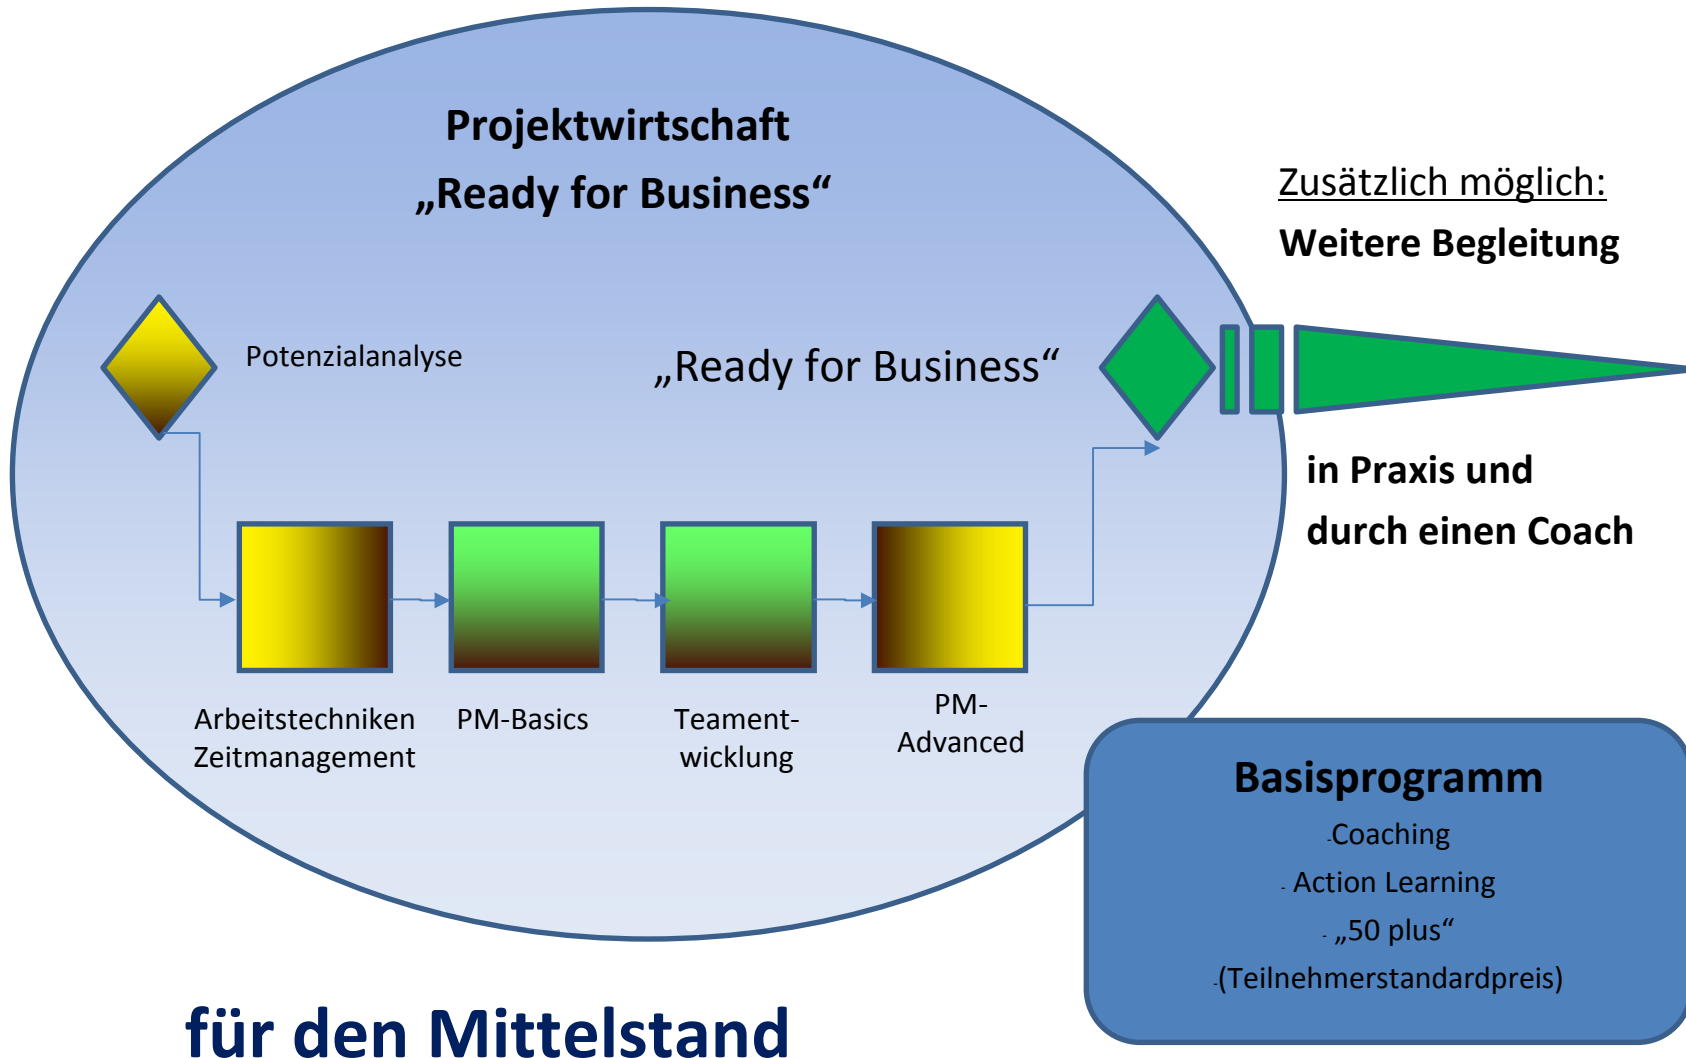 Projektwirtschaft
„Ready for Business“
Zusätzlich möglich:
Weitere Begleitung
Potenzialanalyse
„Ready for Business“
in Praxis und
durch einen Coach
Arbeitstechniken
Zeitmanagement
PM-Basics
Teament-
wicklung
PM-
Advanced
Basisprogramm
-Coaching
- Action Learning
- „50 plus“
-(Teilnehmerstandardpreis)
für den Mittelstand